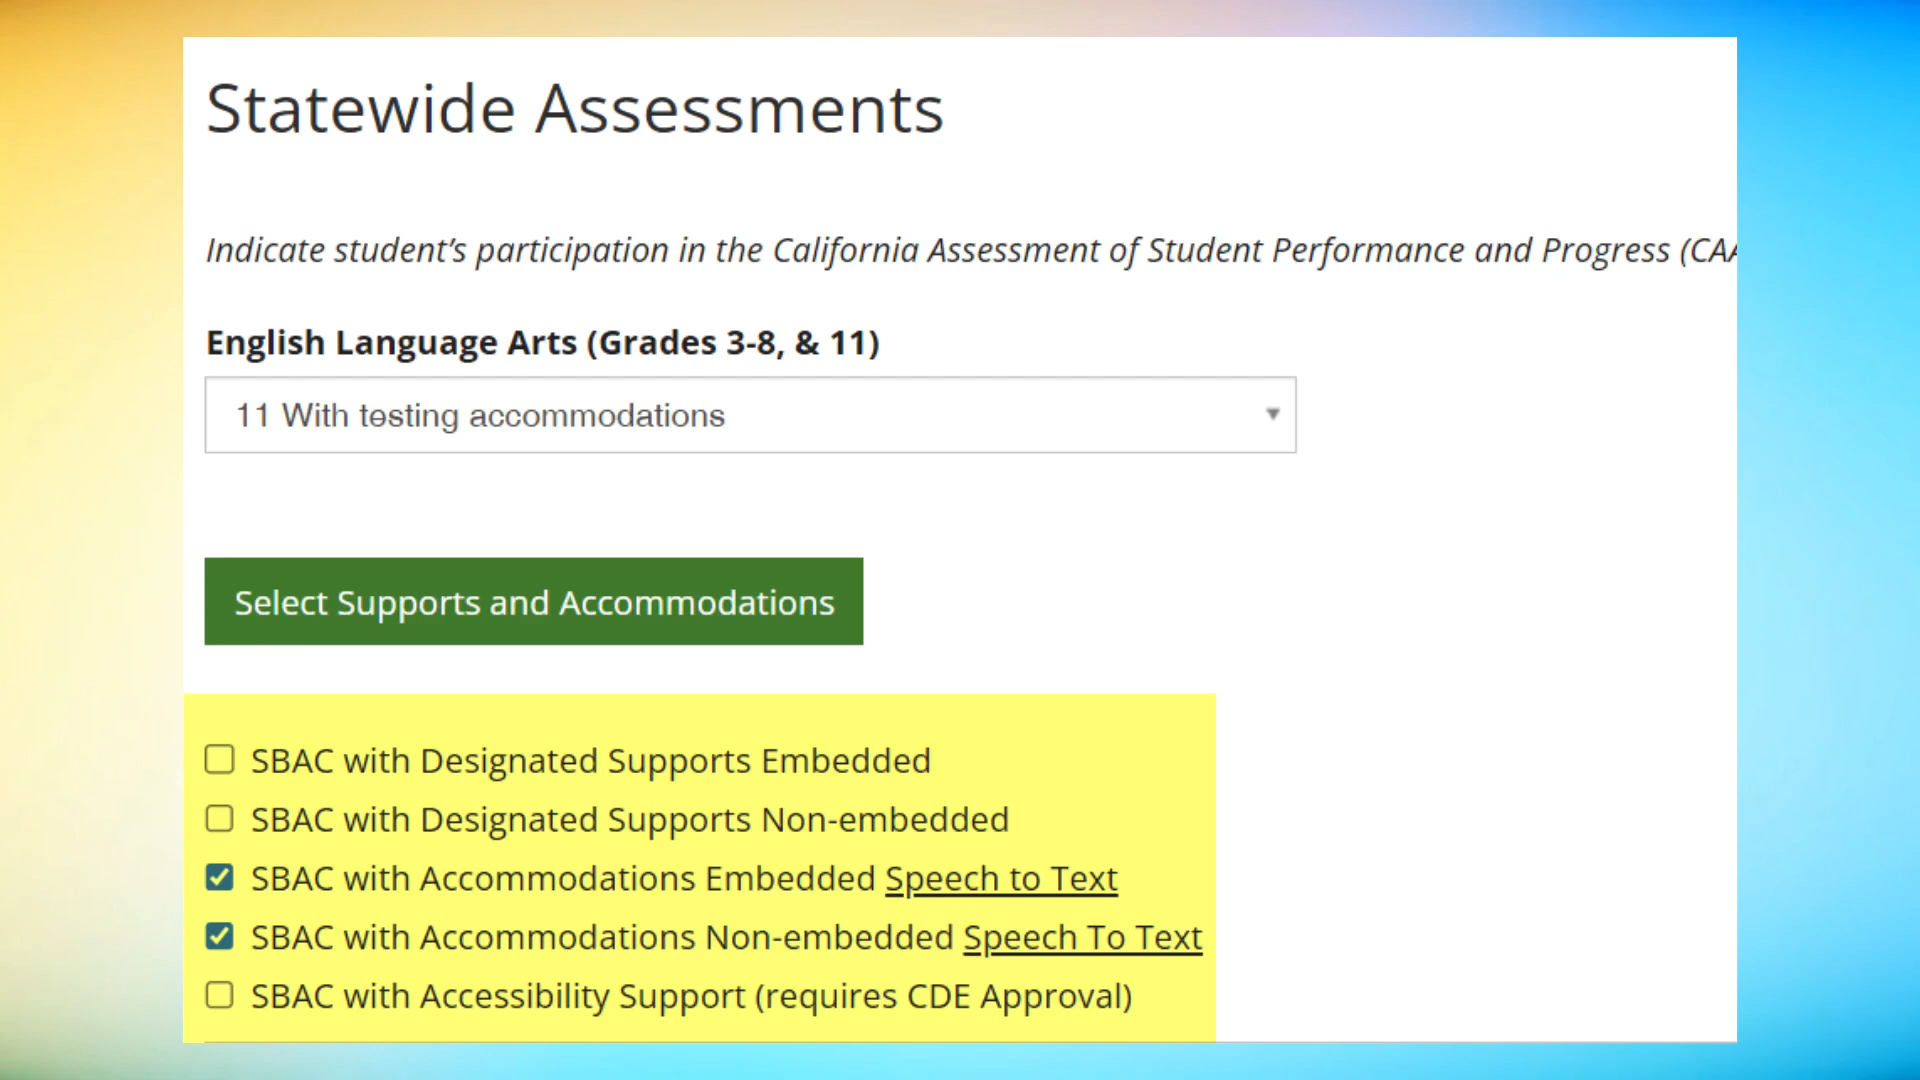 Statewide Assessments
Indicate student’s participation in the California Assessment of Student Performance and Progress (CAA
English Language Arts (Grades 3-8, & 11)
11 With testing accommodations
Select Supports and Accommodations
SBAC with Designated Supports Embedded
SBAC with Designated Supports Non-embedded
SBAC with Accommodations Embedded Speech to Text
SBAC with Accommodations Non-embedded Speech To Text
SBAC with Accessibility Support (requires CDE Approval)